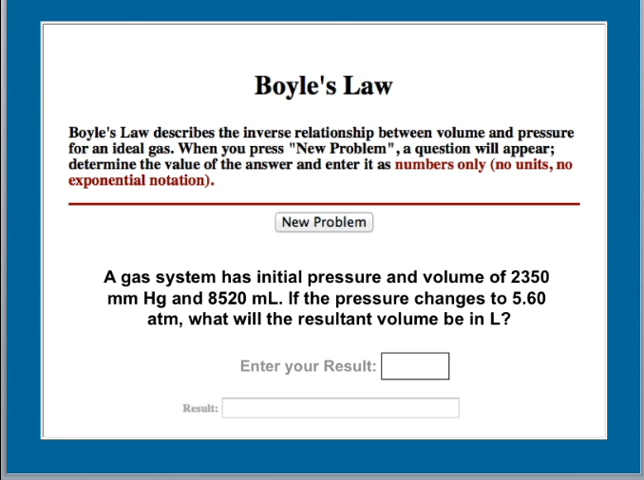 Boyle's Law
Boyle's Law describes the inverse relationship between volume and pressure
for an ideal gas. When you press "New Problem", a question will appear;
determine the value of the answer and enter it as numbers only (no units, no
exponential notation).
New Problem
A gas system has initial pressure and volume of 2350
mm Hg and 8520 mL. If the pressure changes to 5.60
atm, what will the resultant volume be in L?
Enter your Result:
Result: